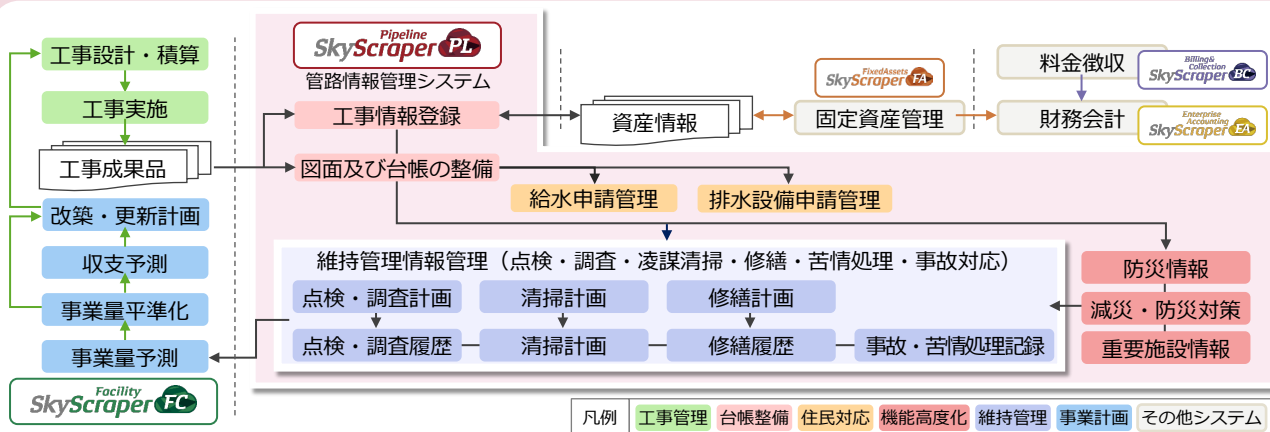 工事設計・積算
工事実施
工事成果品
改築・更新計画
収支予測
事業量平準化
事業量予測
Facility
SkyScraper FC
Pipeline
SkyScraper PL
管路情報管理システム
工事情報登録
図面及び台帳の整備
資産情報
FixedAssets
SkyScraper FA
固定資産管理
料金徴収
Billing&
Collection
SkyScraper BC
財務会計
Enterprise
Accounting
SkyScraper EA
給水申請管理
排水設備申請管理
維持管理情報管理（点検・調査・凌謀清掃・修繕・苦情処理・事故対応）
点検・調査計画
清掃計画
修繕計画
点検・調査履歴
清掃計画
修繕履歴
事故・苦情処理記録
防災情報
減災・防災対策
重要施設情報
凡例
工事管理
台帳整備
住民対応
機能高度化
維持管理
事業計画
その他システム